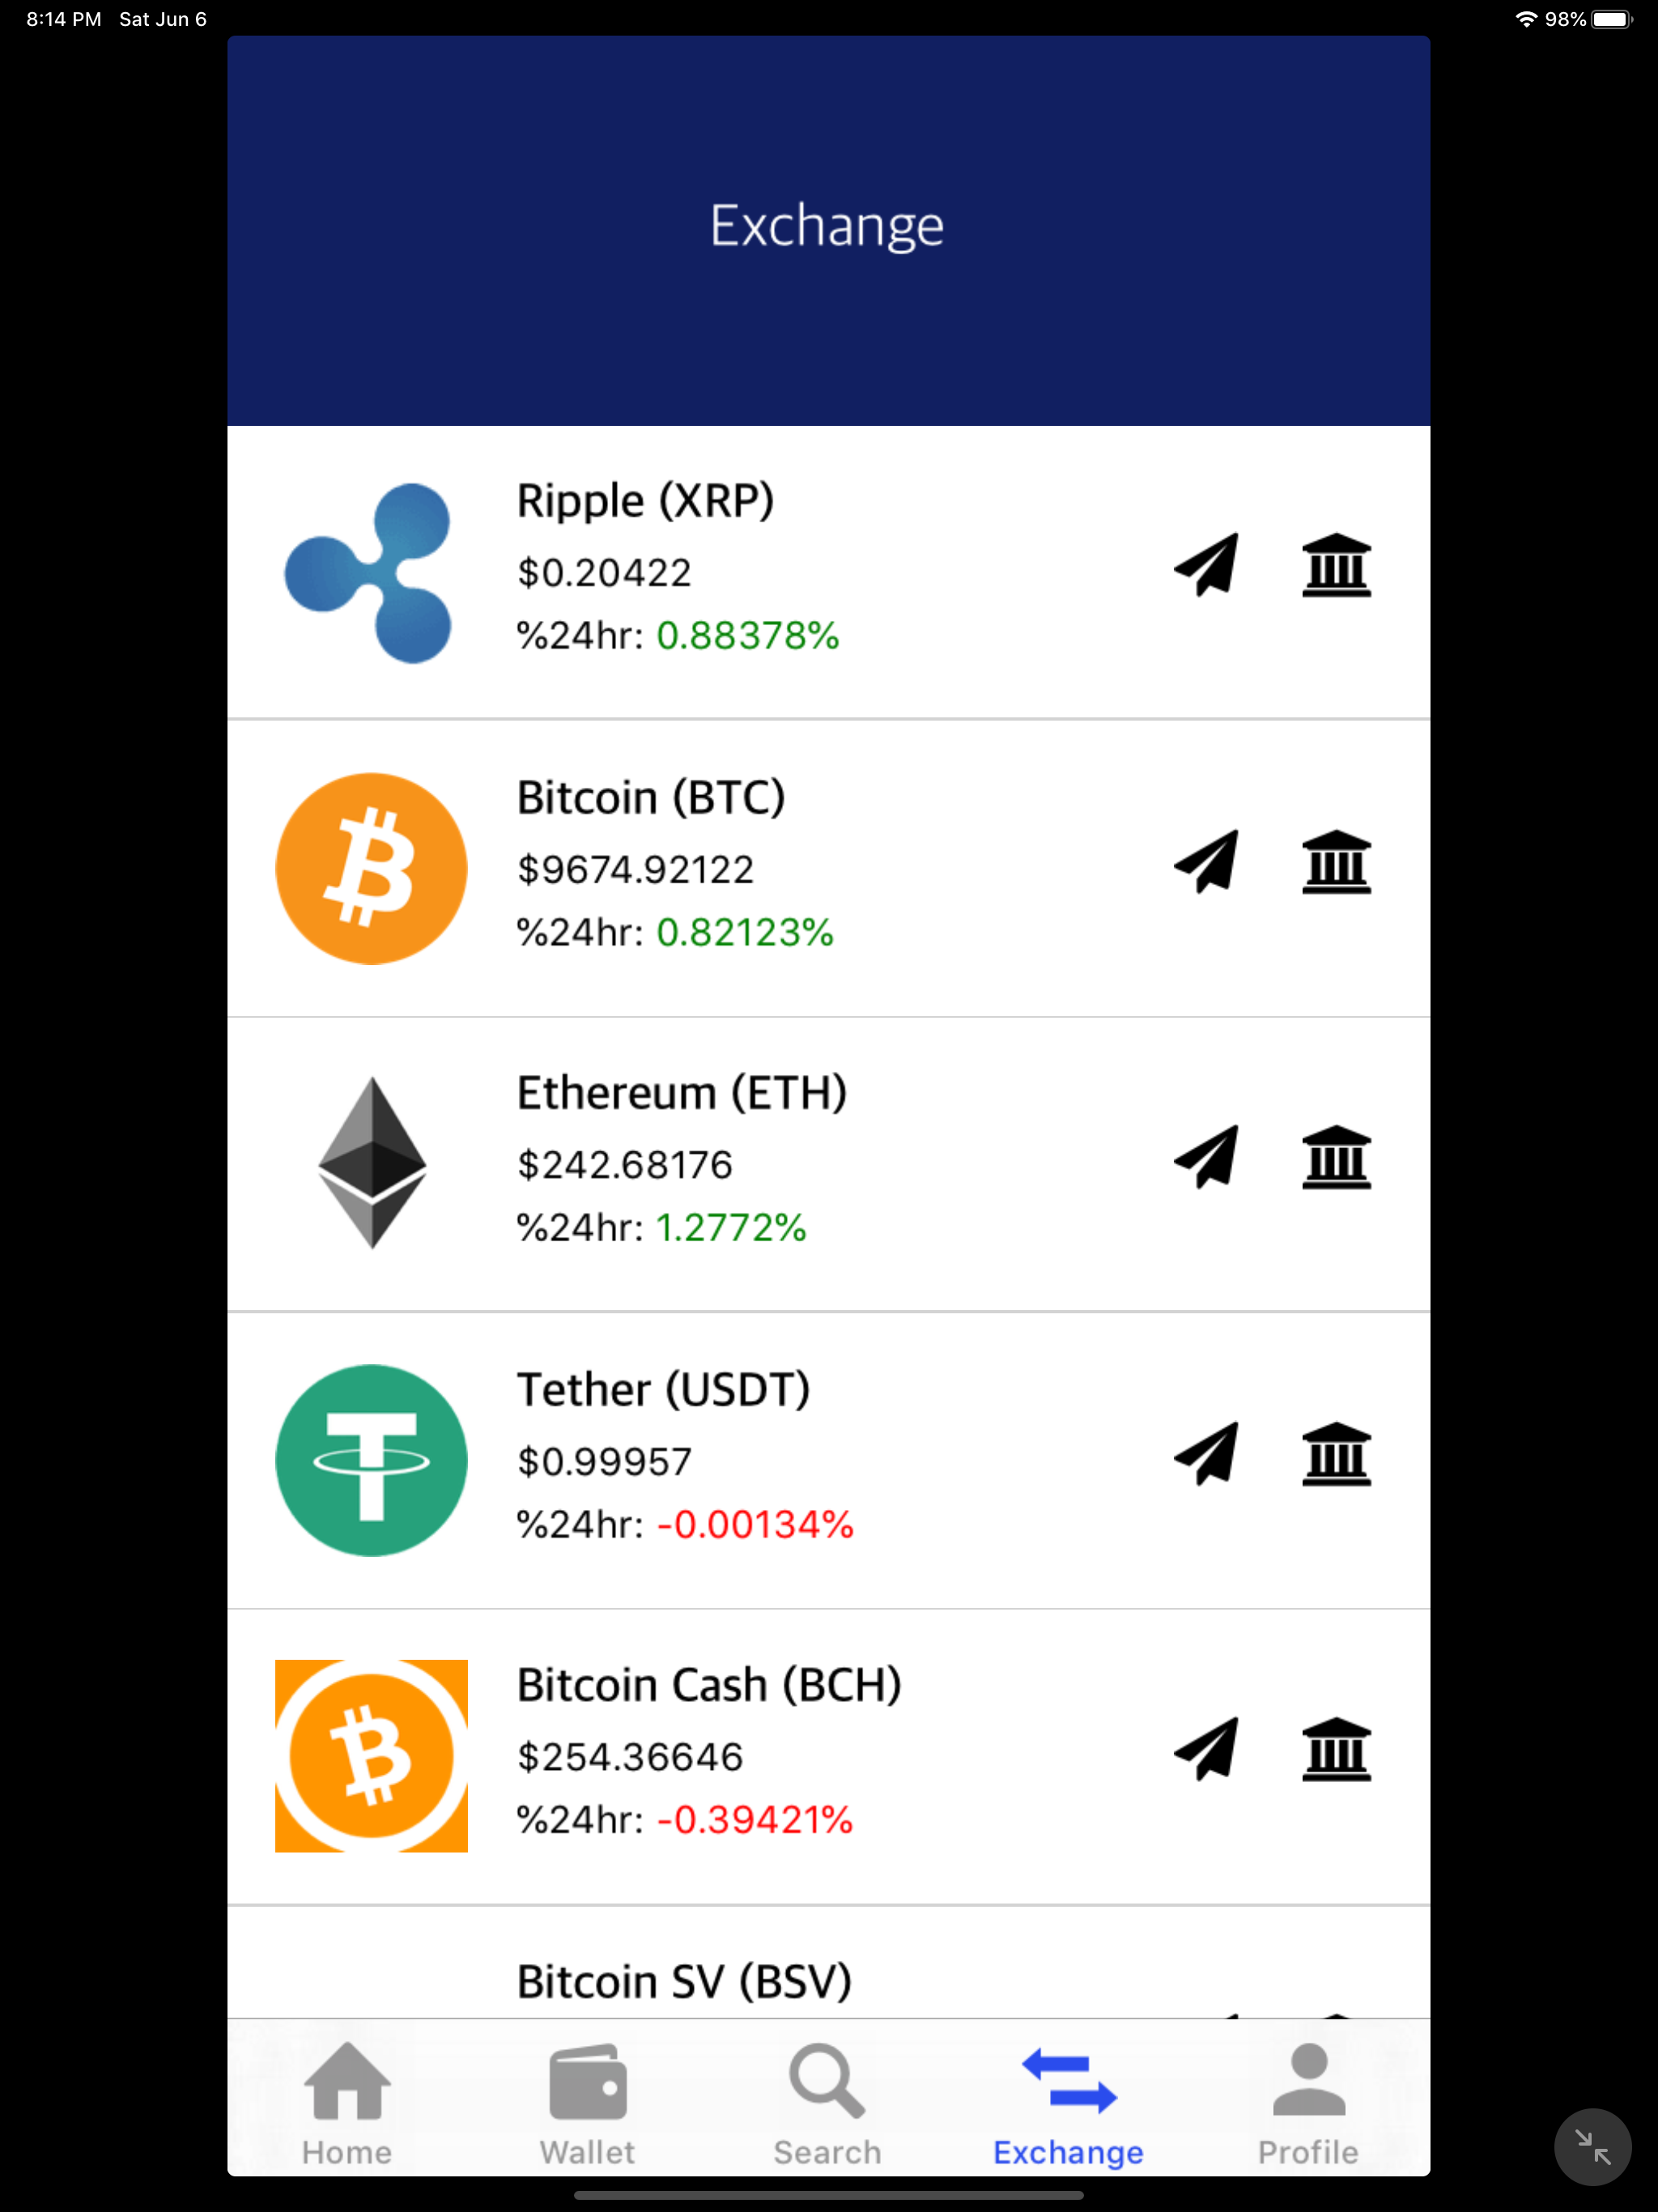 8:14 PM Sat Jun 6
98%
Exchange
Ripple (XRP)
$0.20422
%24hr: 0.88378%
Bitcoin (BTC)
$9674.92122
%24hr: 0.82123%
Ethereum (ETH)
$242.68176
%24hr: 1.2772%
Tether (USDT)
$0.99957
%24hr: -0.00134%
Bitcoin Cash (BCH)
$254.36646
%24hr: -0.39421%
Bitcoin SV (BSV)
Home Wallet Search Exchange Profile